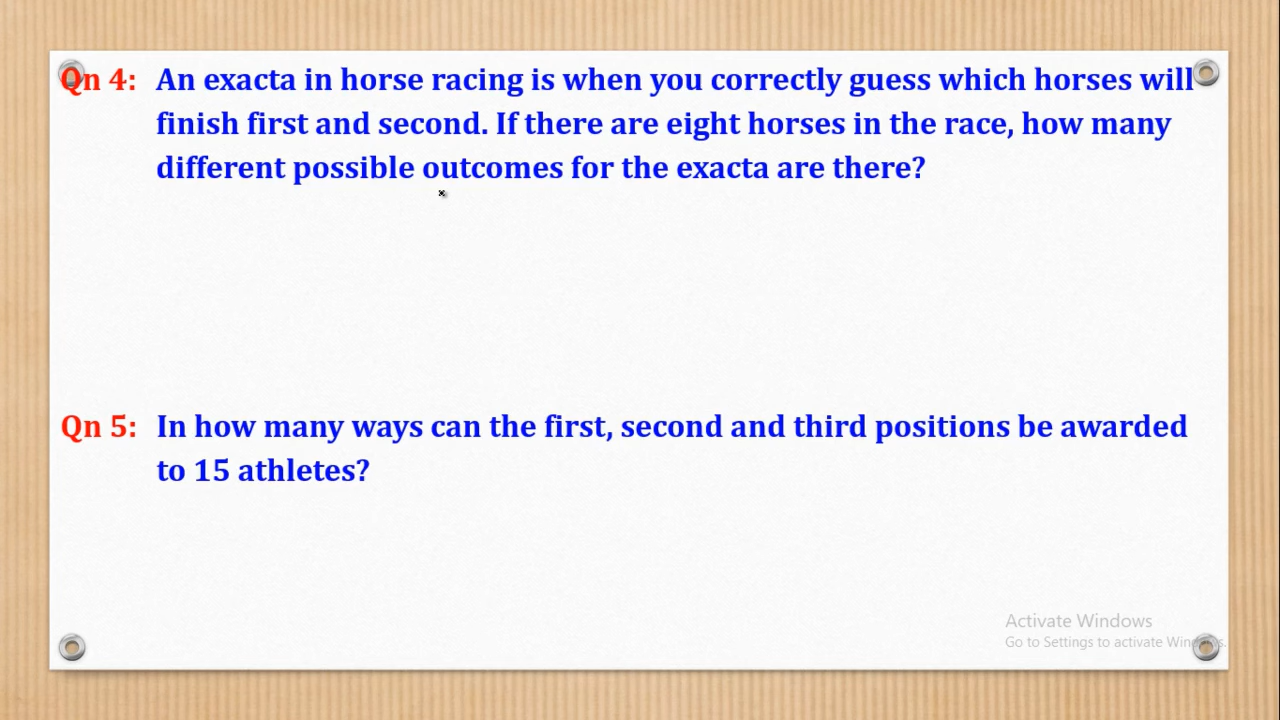 Qn 4: An exacta in horse racing is when you correctly guess which horses will
finish first and second. If there are eight horses in the race, how many
different possible outcomes for the exacta are there?
Qn 5: In how many ways can the first, second and third positions be awarded
to 15 athletes?
Activate Windows
Go to Settings to activate Windows.